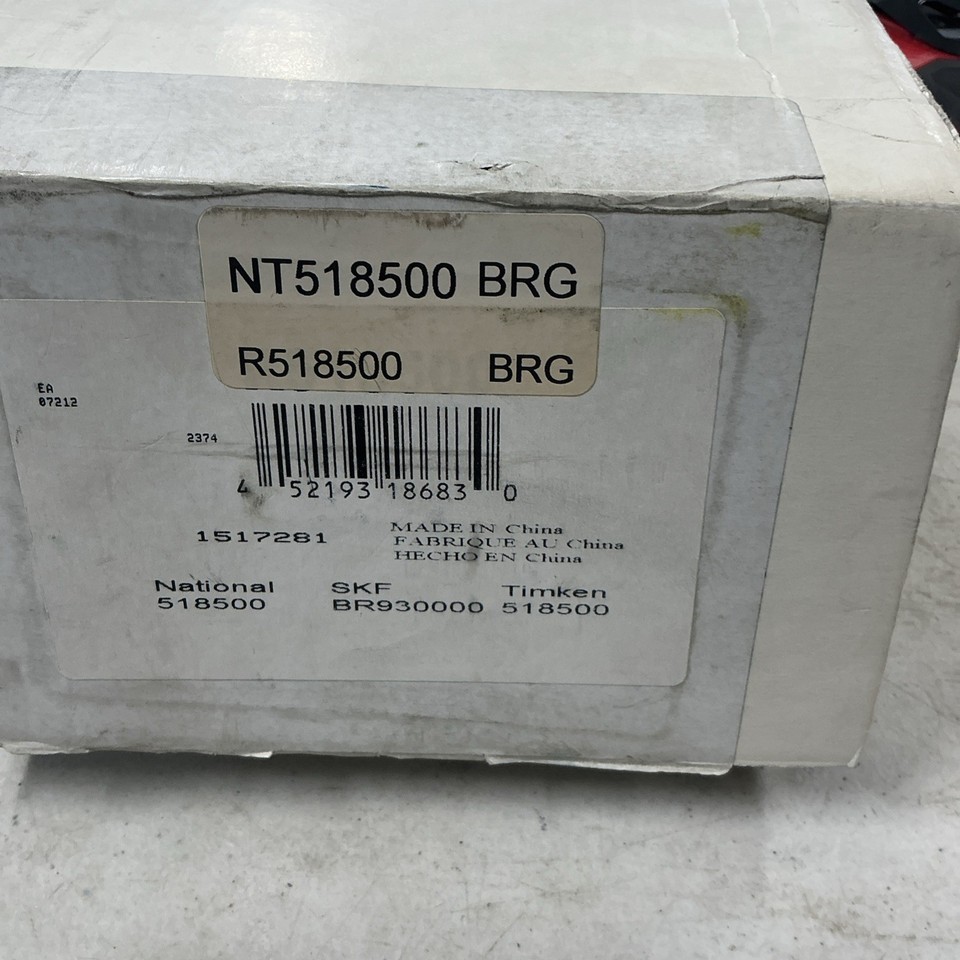 NT518500 BRG
R518500 BRG
EA
07212
2374
4 52193 18683 0
1517281
MADE IN China
FABRIQUE AU China
HECHO EN China
National SKF Timken
518500 BR930000 518500